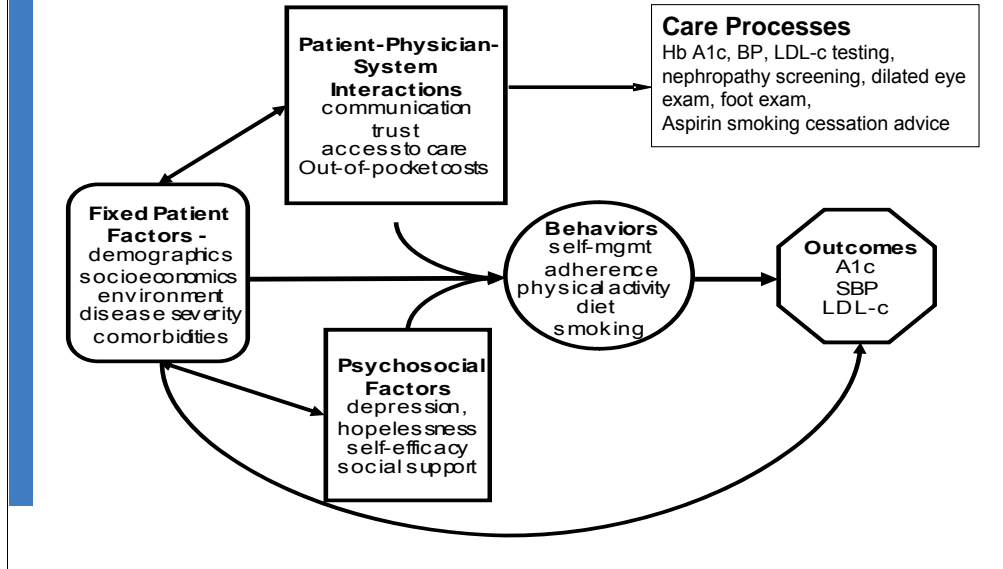 Patient-Physician-
System
Interactions
communication
trust
access to care
Out-of-pocket costs
Care Processes
Hb A1c, BP, LDL-c testing,
nephropathy screening, dilated eye
exam, foot exam,
Aspirin smoking cessation advice
Fixed Patient
Factors -
demographics
socioeconomics
environment
disease severity
comorbidities
Behaviors
self-mgmt
adherence
physical activity
diet
smoking
Outcomes
A1c
SBP
LDL-c
Psychosocial
Factors
depression,
hopelessness
self-efficacy
social support